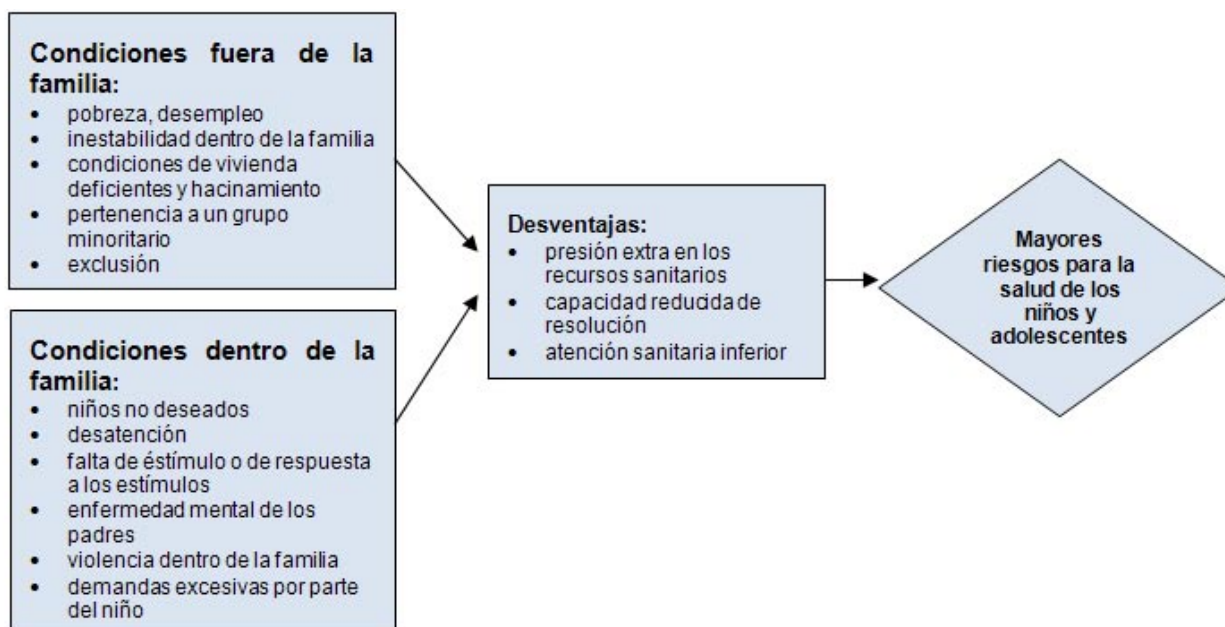 Condiciones fuera de la
familia:
• pobreza, desempleo
• inestabilidad dentro de la familia
• condiciones de vivienda
deficientes y hacinamiento
• pertenencia a un grupo
minoritario
• exclusión
Condiciones dentro de la
familia:
• niños no deseados
• desatención
• falta de éstímulo o de respuesta
a los estímulos
• enfermedad mental de los
padres
• violencia dentro de la familia
• demandas excesivas por parte
del niño
Desventajas:
• presión extra en los
recursos sanitarios
• capacidad reducida de
resolución
• atención sanitaria inferior
Mayores
riesgos para la
salud de los
niños y
adolescentes